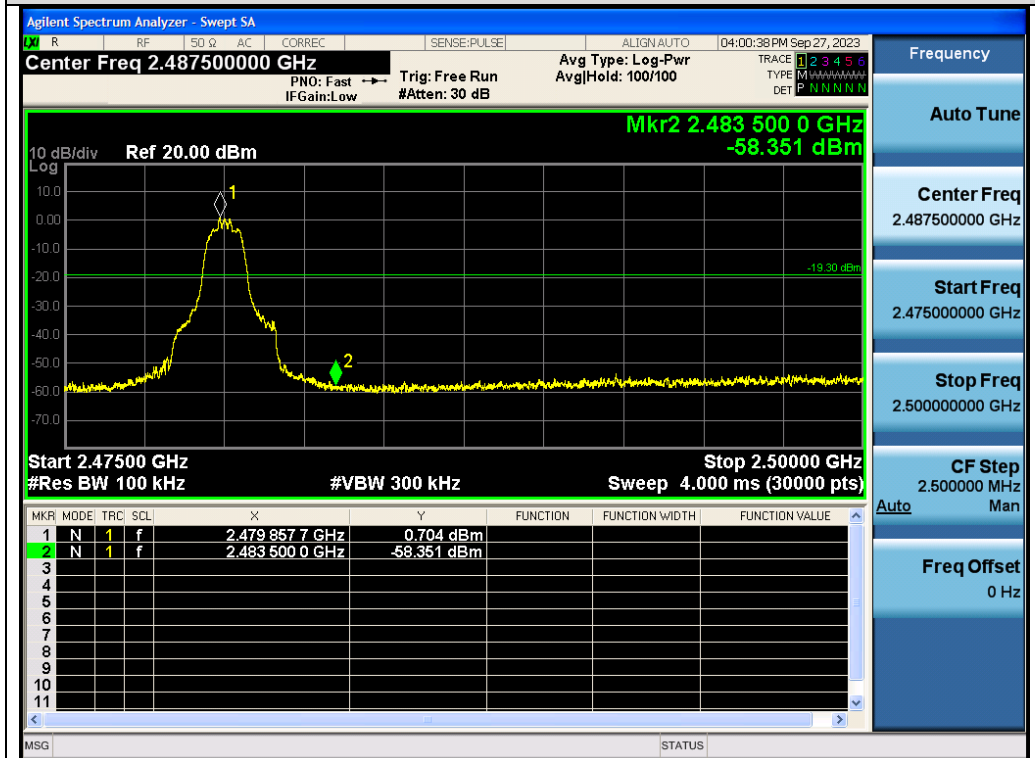 Agilent Spectrum Analyzer - Swept SA
LXI R RF 50 Ω AC CORREC SENSE:PULSE ALIGN AUTO 04:00:38 PM Sep 27, 2023
Center Freq 2.487500000 GHz
PNO: Fast
IFGain:Low
Trig: Free Run
#Atten: 30 dB
Avg Type: Log-Pwr
Avg|Hold: 100/100
TRACE 1 2 3 4 5 6
TYPE M WWWWW
DET P N N N N N
Frequency
Mkr2 2.483 500 0 GHz
-58.351 dBm
10 dB/div Ref 20.00 dBm
Log
10.0
0.00
-10.0
-20.0
-30.0
-40.0
-50.0
-60.0
-70.0
1
-19.30 dBm
2
Start 2.47500 GHz Stop 2.50000 GHz
#Res BW 100 kHz #VBW 300 kHz Sweep 4.000 ms (30000 pts)
MKR MODE TRC SCL X Y FUNCTION FUNCTION WIDTH FUNCTION VALUE
1 N 1 f 2.479 857 7 GHz 0.704 dBm
2 N 1 f 2.483 500 0 GHz -58.351 dBm
3
4
5
6
7
8
9
10
11
Auto Tune
Center Freq
2.487500000 GHz
Start Freq
2.475000000 GHz
Stop Freq
2.500000000 GHz
CF Step
2.500000 MHz
Auto Man
Freq Offset
0 Hz
MSG STATUS